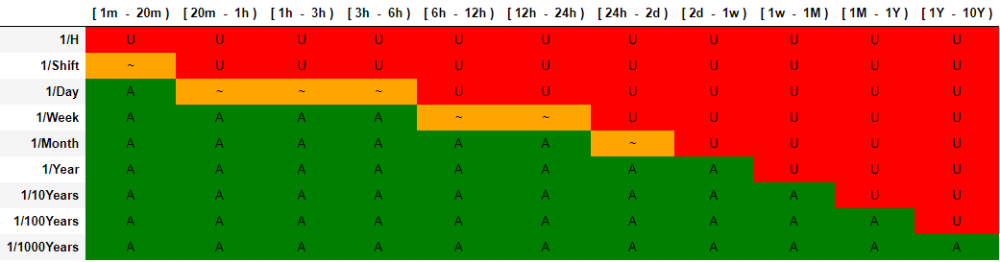 [ 1m - 20m ) [ 20m - 1h ) [ 1h - 3h ) [ 3h - 6h ) [ 6h - 12h ) [ 12h - 24h ) [ 24h - 2d ) [ 2d - 1w ) [ 1w - 1M ) [ 1M - 1Y ) [ 1Y - 10Y )
1/H U U U U U U U U U U U
1/Shift ~ U U U U U U U U U U
1/Day A ~ ~ ~ U U U U U U U
1/Week A A A A ~ ~ U U U U U
1/Month A A A A A A ~ U U U U
1/Year A A A A A A A A U U U
1/10Years A A A A A A A A A U U
1/100Years A A A A A A A A A A U
1/1000Years A A A A A A A A A A A